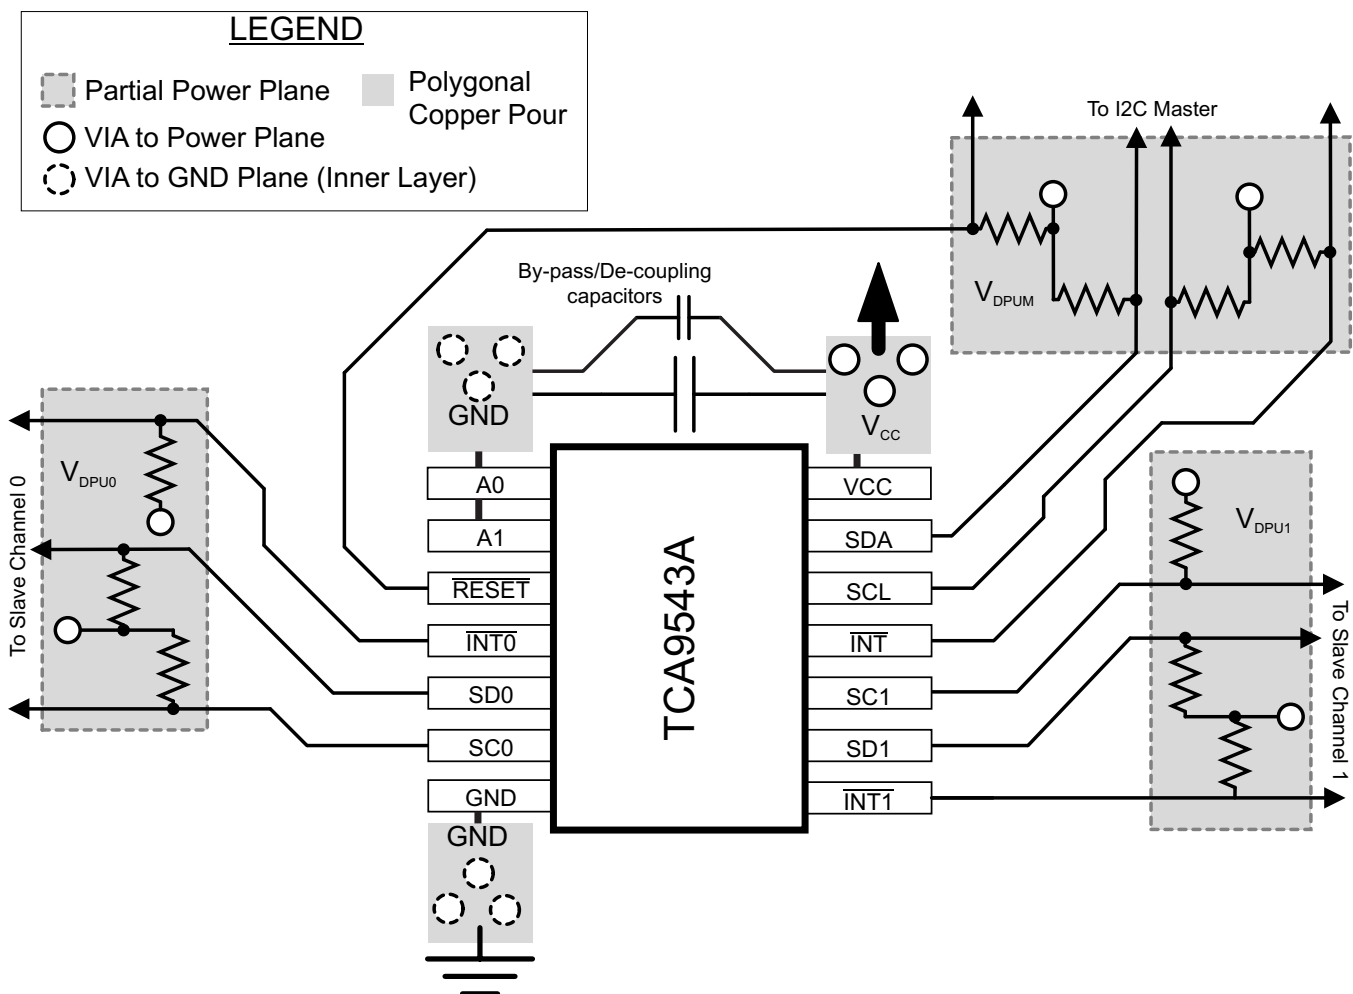 LEGEND
Partial Power Plane
Polygonal
Copper Pour
VIA to Power Plane
VIA to GND Plane (Inner Layer)
To I2C Master
By-pass/De-coupling
capacitors
VDPUM
GND
VCC
VDPU0
To Slave Channel 0
A0
A1
RESET
INT0
SD0
SC0
GND
TCA9543A
VCC
SDA
SCL
INT
SC1
SD1
INT1
VDPU1
To Slave Channel 1
GND